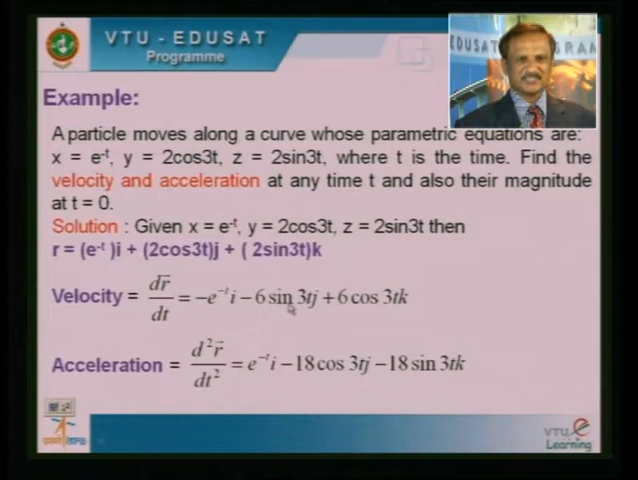 VTU - EDUSAT
Programme
EDUSAT PROGRAM
Example:
A particle moves along a curve whose parametric equations are:
x = e⁻ᵗ, y = 2cos3t, z = 2sin3t, where t is the time. Find the
velocity and acceleration at any time t and also their magnitude
at t = 0.
Solution : Given x = e⁻ᵗ, y = 2cos3t, z = 2sin3t then
r = (e⁻ᵗ )i + (2cos3t)j + ( 2sin3t)k
Velocity = dr̄/dt = −e⁻ᵗi − 6 sin 3tj + 6 cos 3tk
Acceleration = d²r̄/dt² = e⁻ᵗi − 18 cos 3tj − 18 sin 3tk
VTU e
Learning